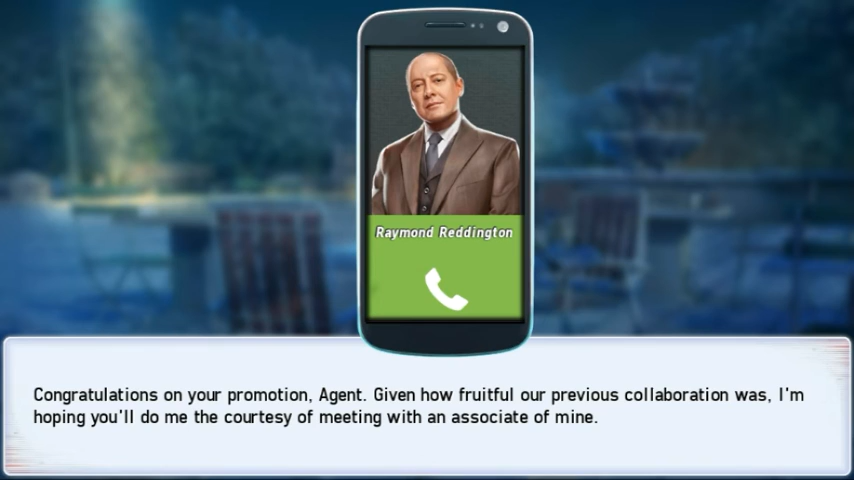 Raymond Reddington
Congratulations on your promotion, Agent. Given how fruitful our previous collaboration was, I'm
hoping you'll do me the courtesy of meeting with an associate of mine.